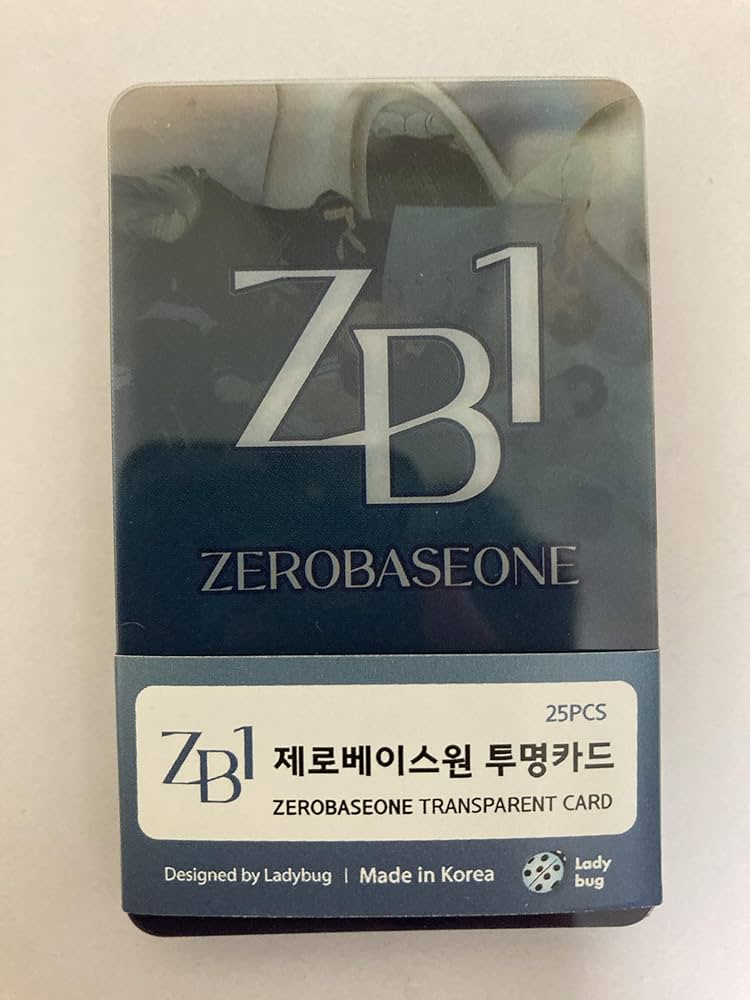 ZB1
ZEROBASEONE
25PCS
ZB1 제로베이스원 투명카드
ZEROBASEONE TRANSPARENT CARD
Designed by Ladybug | Made in Korea
Lady
bug